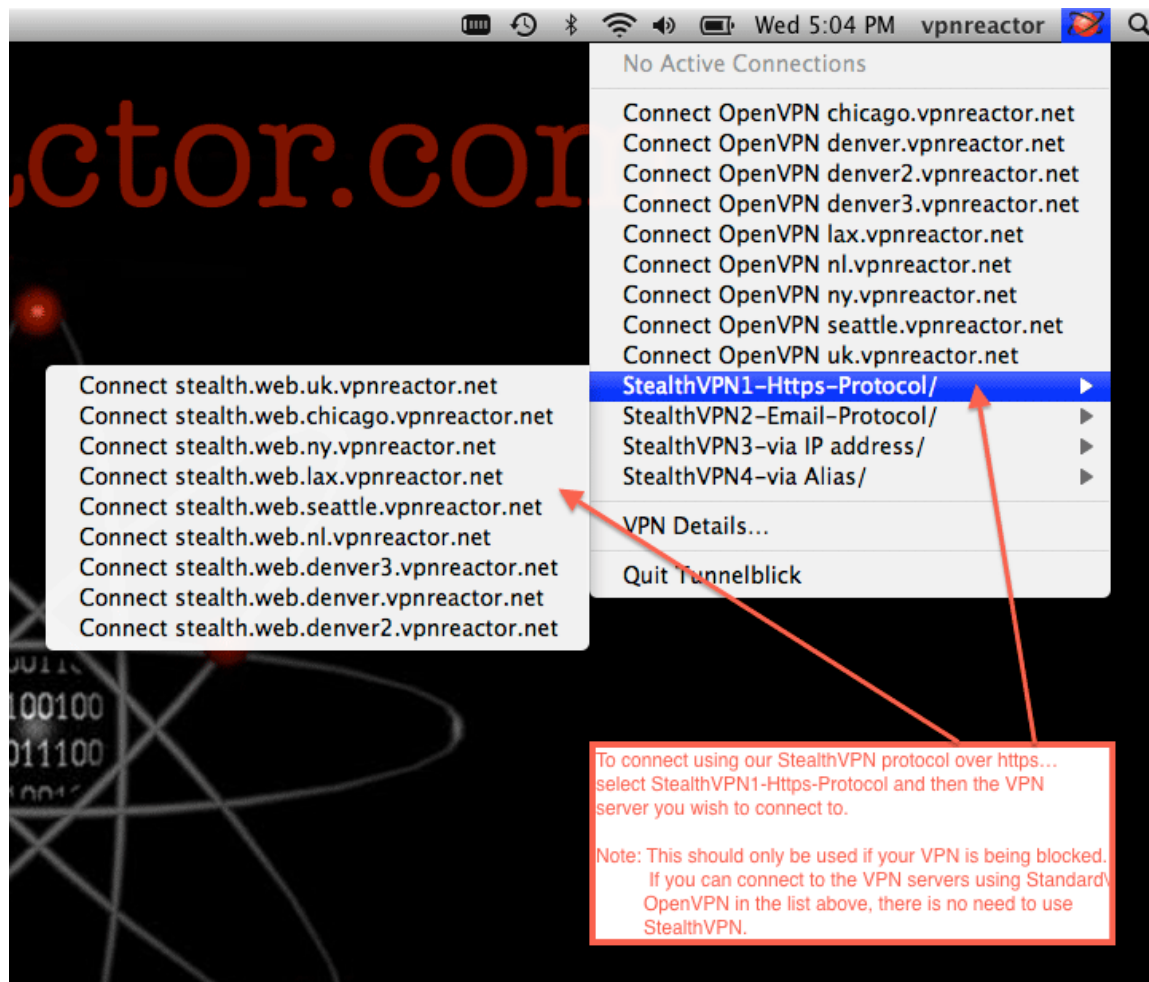 Wed 5:04 PM vpnreactor
No Active Connections
ctor.com
Connect OpenVPN chicago.vpnreactor.net
Connect OpenVPN denver.vpnreactor.net
Connect OpenVPN denver2.vpnreactor.net
Connect OpenVPN denver3.vpnreactor.net
Connect OpenVPN lax.vpnreactor.net
Connect OpenVPN nl.vpnreactor.net
Connect OpenVPN ny.vpnreactor.net
Connect OpenVPN seattle.vpnreactor.net
Connect OpenVPN uk.vpnreactor.net
StealthVPN1-Https-Protocol/
StealthVPN2-Email-Protocol/
StealthVPN3-via IP address/
StealthVPN4-via Alias/
VPN Details...
Quit Tunnelblick
Connect stealth.web.uk.vpnreactor.net
Connect stealth.web.chicago.vpnreactor.net
Connect stealth.web.ny.vpnreactor.net
Connect stealth.web.lax.vpnreactor.net
Connect stealth.web.seattle.vpnreactor.net
Connect stealth.web.nl.vpnreactor.net
Connect stealth.web.denver3.vpnreactor.net
Connect stealth.web.denver.vpnreactor.net
Connect stealth.web.denver2.vpnreactor.net
100100
011100
To connect using our StealthVPN protocol over https...
select StealthVPN1-Https-Protocol and then the VPN
server you wish to connect to.
Note: This should only be used if your VPN is being blocked.
If you can connect to the VPN servers using Standard\
OpenVPN in the list above, there is no need to use
StealthVPN.